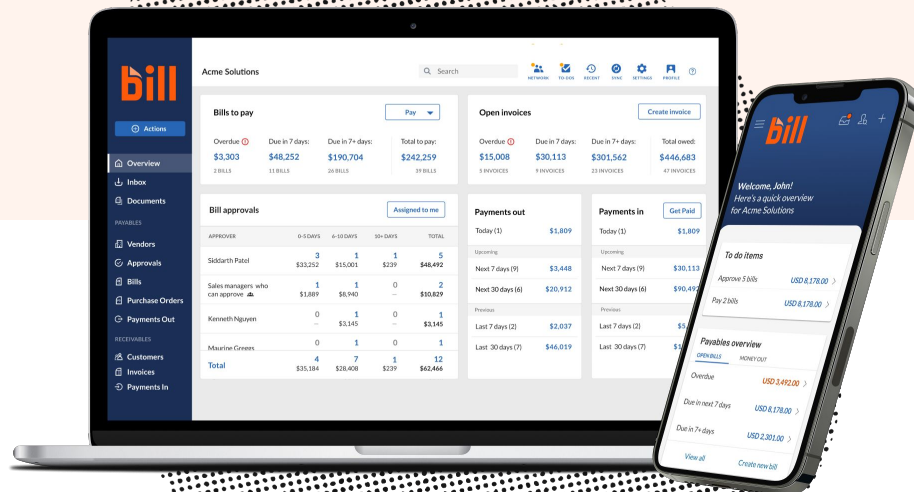 bill
Acme Solutions
Search
NETWORK TO-DOS RECENT SYNC SETTINGS PROFILE ?
Actions
Overview
Inbox
Documents
PAYABLES
Vendors
Approvals
Bills
Purchase Orders
Payments Out
RECEIVABLES
Customers
Invoices
Payments In
Bills to pay
Pay
Overdue Due in 7 days: Due in 7+ days: Total to pay:
$3,303 $48,252 $190,704 $242,259
2 BILLS 11 BILLS 26 BILLS 39 BILLS
Open invoices
Create invoice
Overdue Due in 7 days: Due in 7+ days: Total owed:
$15,008 $30,113 $301,562 $446,683
5 INVOICES 9 INVOICES 23 INVOICES 47 INVOICES
Bill approvals
Assigned to me
APPROVER 0-5 DAYS 6-10 DAYS 10+ DAYS TOTAL
Siddarth Patel 3 1 1 5
$33,252 $15,001 $239 $48,492
Sales managers who 1 1 0 2
can approve $1,889 $8,940 — $10,829
Kenneth Nguyen 0 1 0 1
— $3,145 — $3,145
Maurine Greggs 0 1 0 1
Total 4 7 1 12
$35,184 $28,408 $239 $62,466
Payments out
Today (1) $1,809
Upcoming
Next 7 days (9) $3,448
Next 30 days (6) $20,912
Previous
Last 7 days (2) $2,037
Last 30 days (7) $46,019
Payments in
Get Paid
Today (1) $1,809
Upcoming
Next 7 days (9) $30,113
Next 30 days (6)
Previous
Last 7 days (2)
Last 30 days (7)
bill
Welcome, John!
Here's a quick overview
for Acme Solutions
To do items
Approve 5 bills USD 8,178.00
Pay 2 bills USD 8,178.00
Payables overview
OPEN BILLS MONEY OUT
Overdue USD 3,492.00
Due in next 7 days USD 8,178.00
Due in 7+ days USD 2,301.00
View all Create new bill